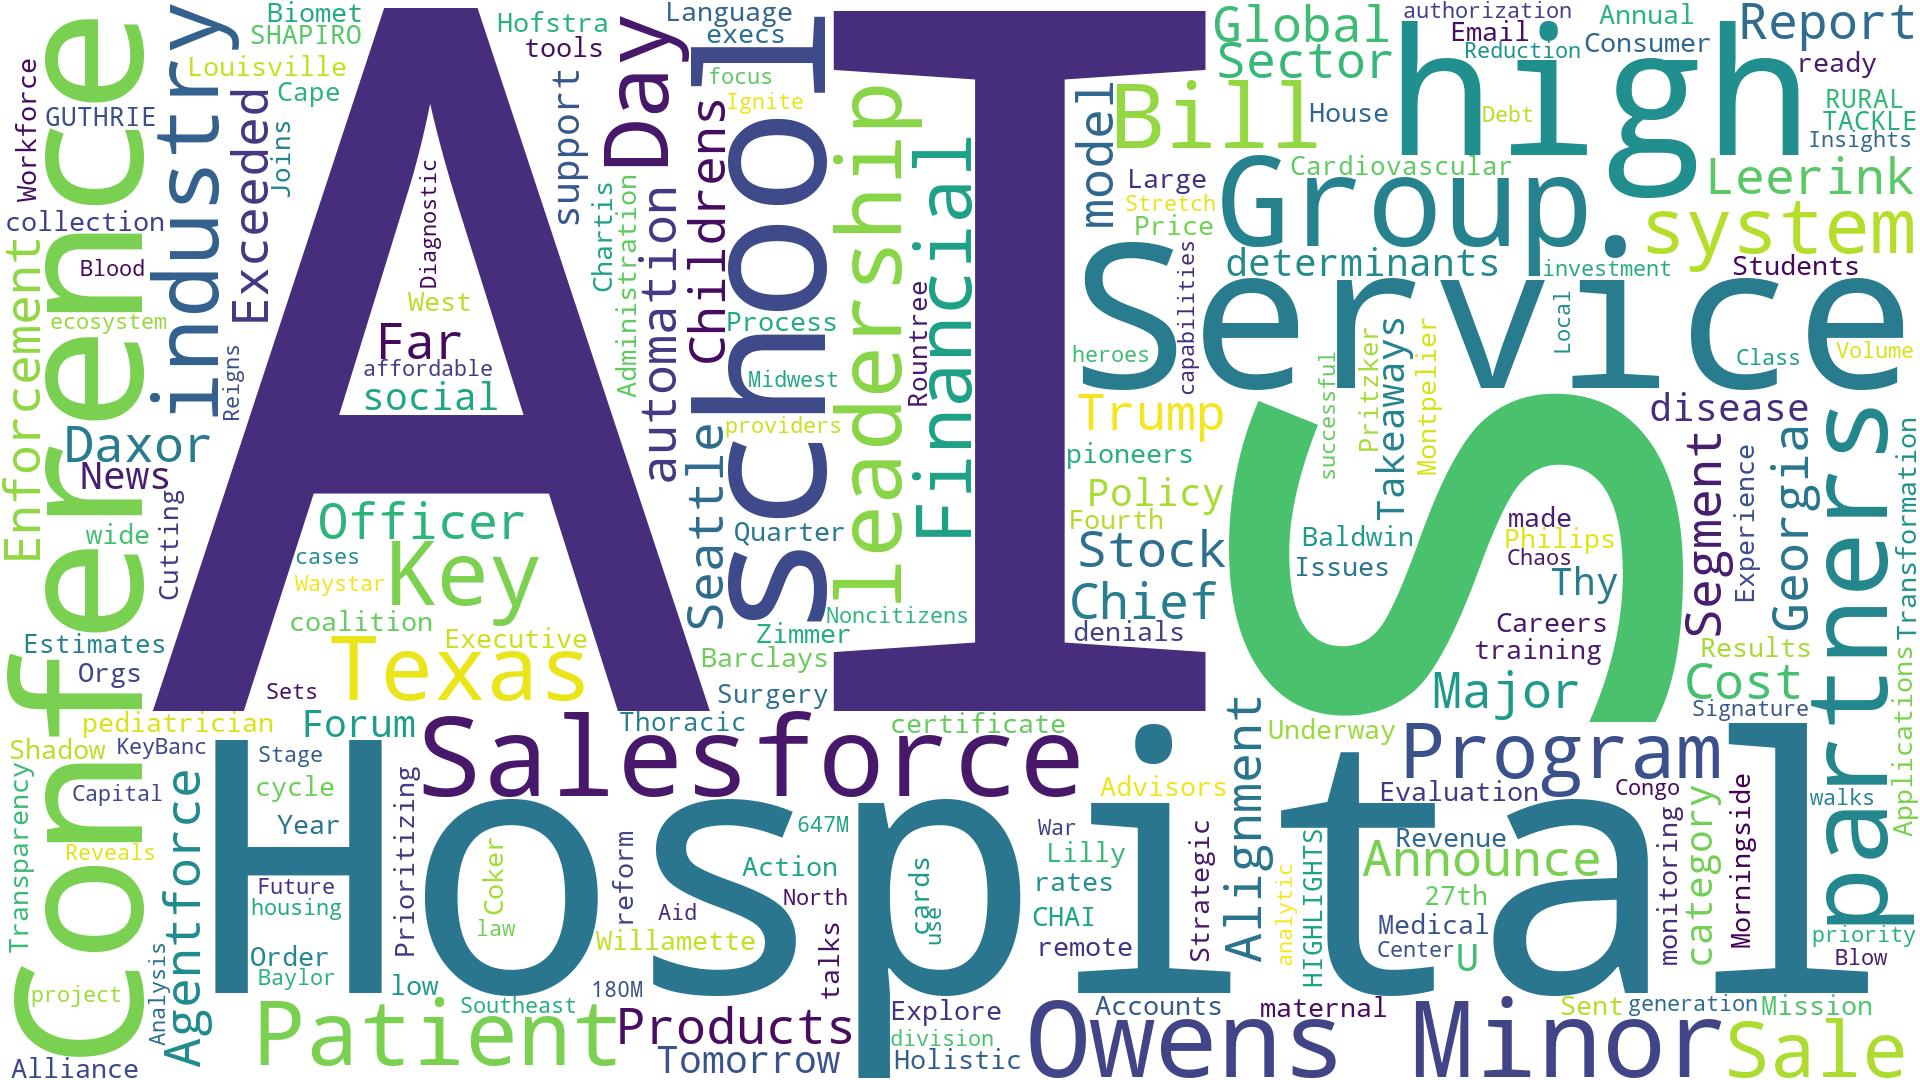 AI
S
Hospital
Conference
School
Service
high
Group
Salesforce
partners
Owens
Minor
Patient
Sale
Texas
Key
leadership
Financial
industry
Day
Bill
system
Program
Products
Officer
Announce
Alignment
Agentforce
Stock
Chief
Major
Cost
Report
Global
Sector
Leerink
Trump
Policy
Segment
Georgia
Takeaways
category
disease
determinants
model
Childrens
automation
Seattle
Exceeded
Enforcement
Daxor
News
Far
social
Forum
Tomorrow
support
Biomet
SHAPIRO
Louisville
Cape
GUTHRIE
Workforce
collection
Blood
ecosystem
Joins
Reigns
wide
Cutting
Estimates
Orgs
pediatrician
Shadow
KeyBanc
Capital
Transparency
Reveals
project
Analysis
Alliance
Hofstra
tools
Language
execs
focus
Ignite
Diagnostic
West
affordable
Chartis
Administration
Process
Midwest
providers
Quarter
Rountree
Noncitizens
Zimmer
Barclays
Surgery
Thoracic
certificate
cases
Waystar
coalition
Executive
Sets
Stage
cycle
Year
Future
housing
Order
Baylor
Prioritizing
low
Coker
law
Southeast
180M
reform
Aid
Willamette
647M
Action
North
talks
cards
use
Explore
division
Holistic
War
Lilly
rates
CHAI
remote
Advisors
Accounts
Strategic
maternal
analytic
HIGHLIGHTS
Underway
Evaluation
Revenue
27th
Medical
Center
U
Congo
monitoring
Morningside
Signature
Results
walks
priority
Blow
Sent
generation
Mission
Applications
Transformation
authorization
Email
Reduction
Annual
Consumer
ready
RURAL
TACKLE
Insights
House
Debt
Cardiovascular
Large
Stretch
Price
capabilities
heroes
investment
Students
Local
Class
Volume
successful
Pritzker
Montpelier
pioneers
Fourth
denials
Baldwin
Issues
made
Philips
Chaos
Thy
Careers
training
Experience